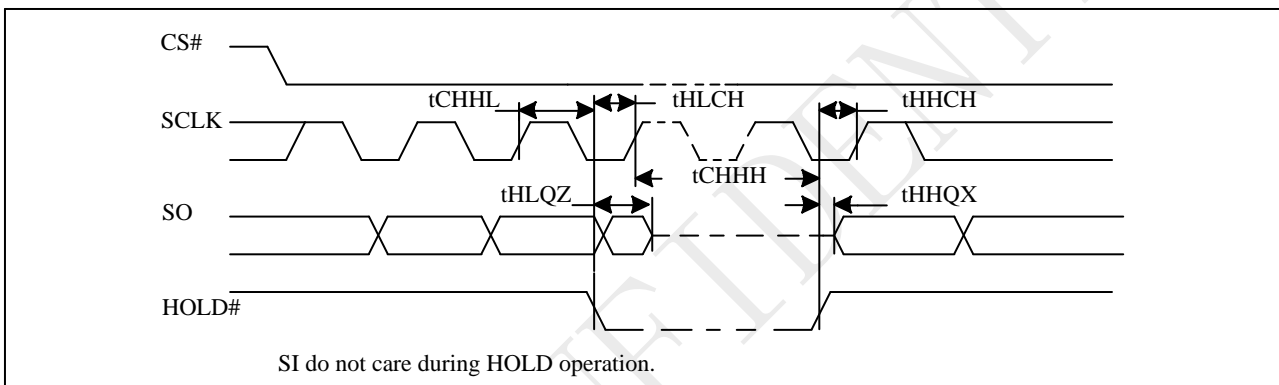 CS#
tCHHL
tHLCH
tHHCH
SCLK
tCHHH
tHLQZ
tHHQX
SO
HOLD#
SI do not care during HOLD operation.